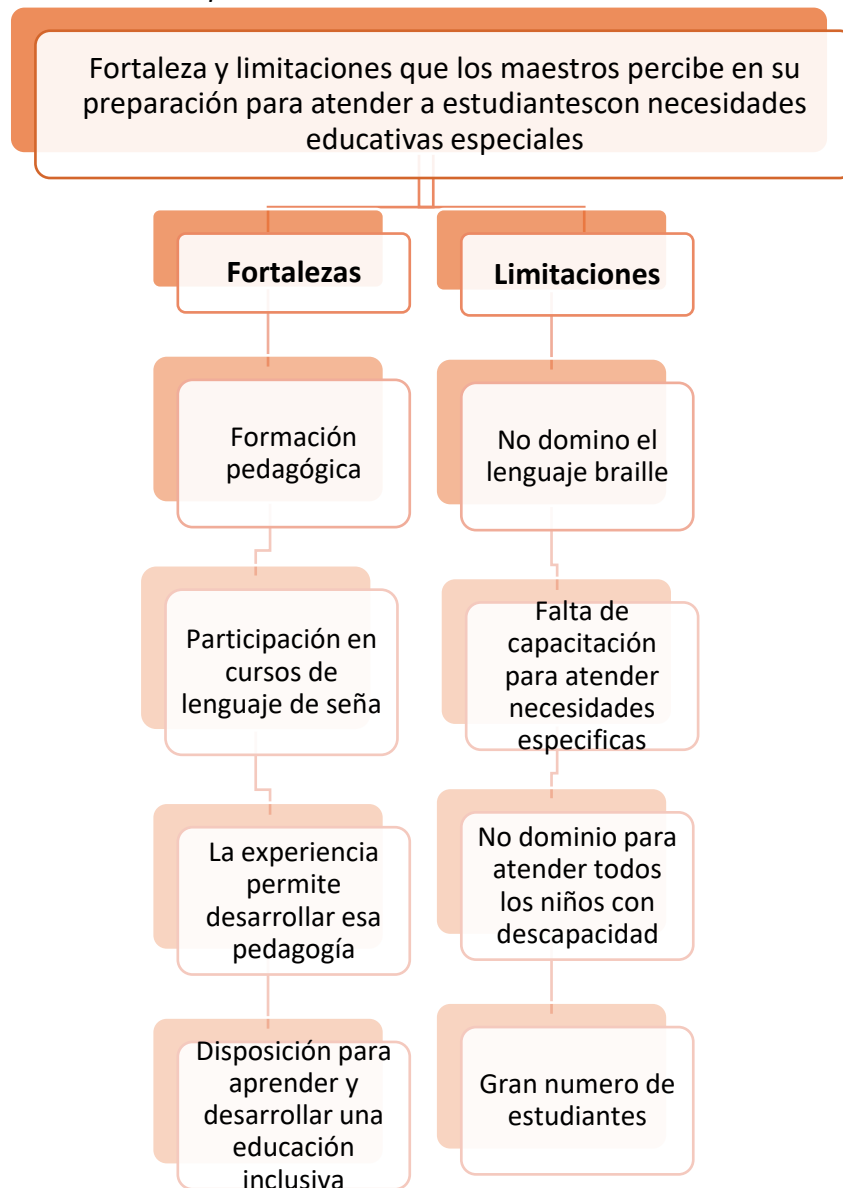 Fortaleza y limitaciones que los maestros percibe en su
preparación para atender a estudiantescon necesidades
educativas especiales
Fortalezas
Limitaciones
Formación
pedagógica
No domino el
lenguaje braille
Participación en
cursos de
lenguaje de seña
Falta de
capacitación
para atender
necesidades
especificas
La experiencia
permite
desarrollar esa
pedagogía
No dominio para
atender todos
los niños con
descapacidad
Disposición para
aprender y
desarrollar una
educación
inclusiva
Gran numero de
estudiantes